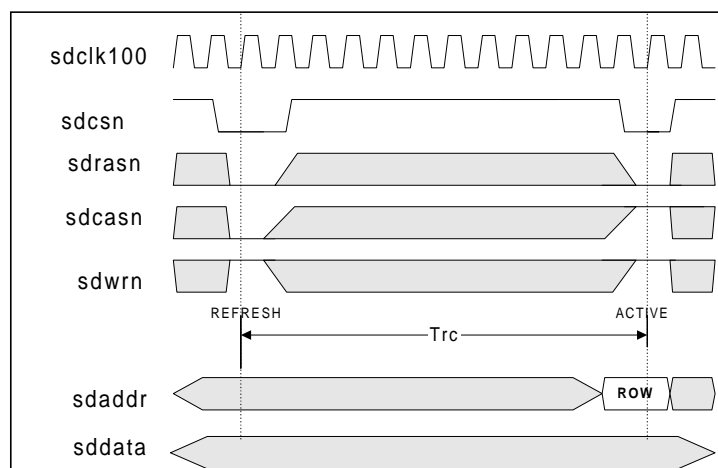 sdclk100
sdcsn
sdrasn
sdcasn
sdwrn
REFRESH ACTIVE
Trc
sdaddr ROW
sddata